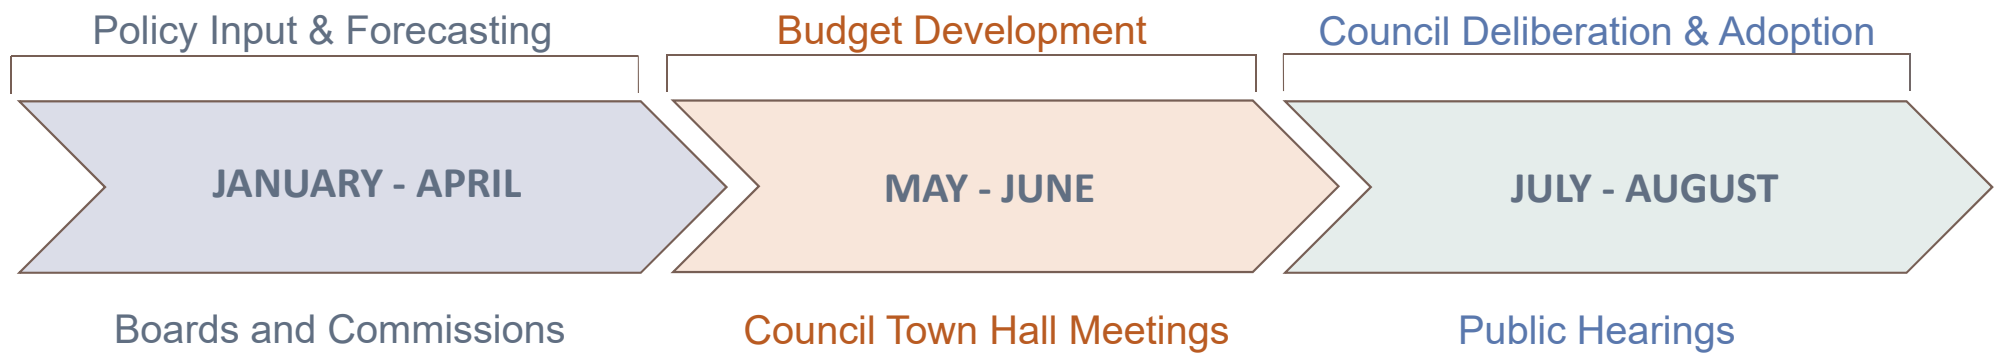 Policy Input & Forecasting
Budget Development
Council Deliberation & Adoption
JANUARY - APRIL
MAY - JUNE
JULY - AUGUST
Boards and Commissions
Council Town Hall Meetings
Public Hearings